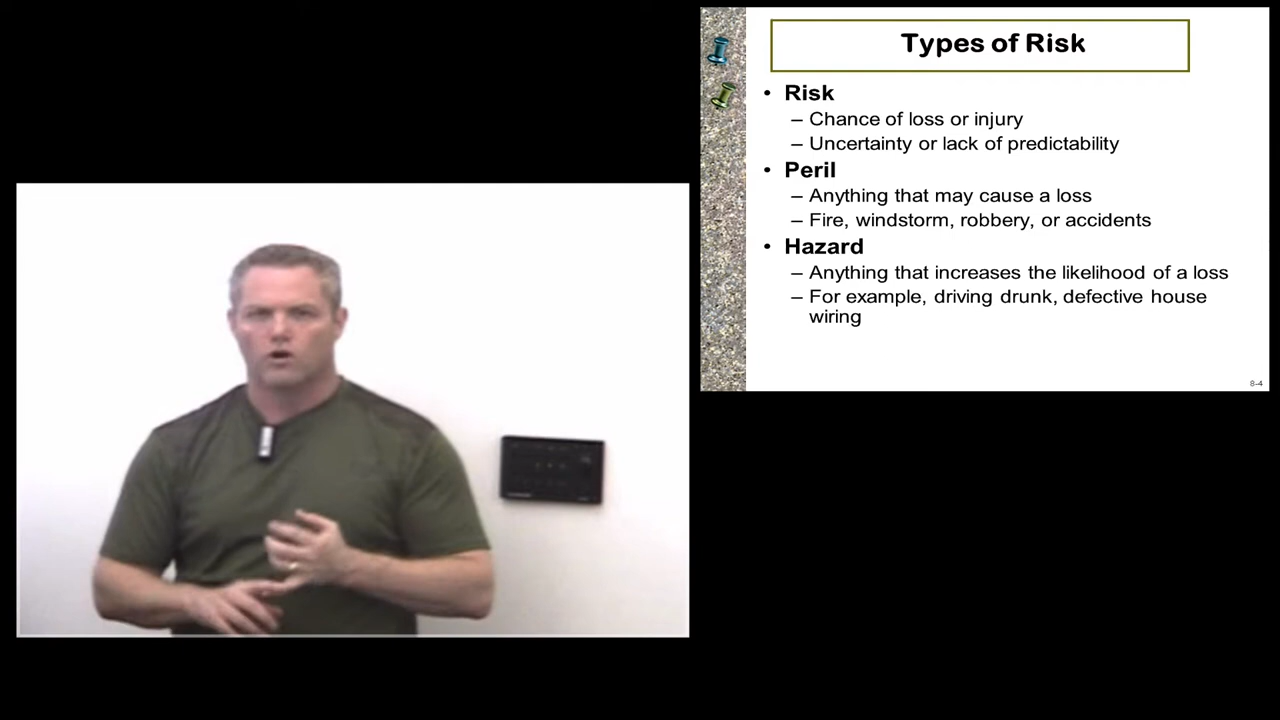 Types of Risk
• Risk
– Chance of loss or injury
– Uncertainty or lack of predictability
• Peril
– Anything that may cause a loss
– Fire, windstorm, robbery, or accidents
• Hazard
– Anything that increases the likelihood of a loss
– For example, driving drunk, defective house
wiring
8-4